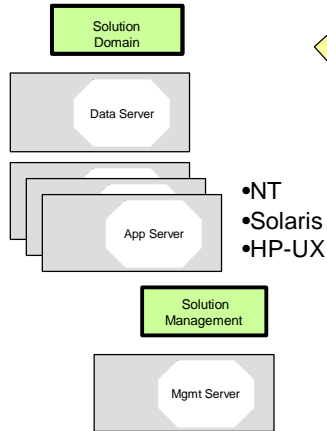 Solution
Domain
Data Server
App Server
•NT
•Solaris
•HP-UX
Solution
Management
Mgmt Server